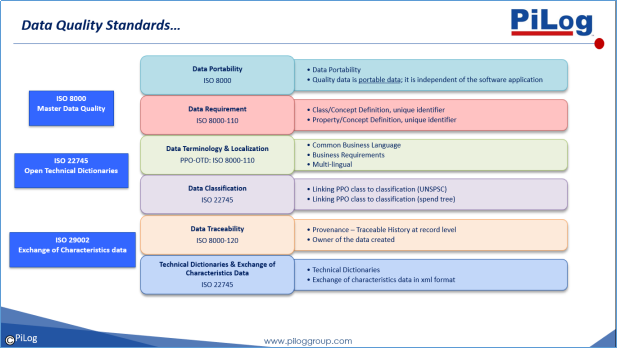 Data Quality Standards...
PiLog
ISO 8000
Master Data Quality
ISO 22745
Open Technical Dictionaries
ISO 29002
Exchange of Characteristics data
Data Portability
ISO 8000
• Data Portability
• Quality data is portable data; it is independent of the software application
Data Requirement
ISO 8000-110
• Class/Concept Definition, unique identifier
• Property/Concept Definition, unique identifier
Data Terminology & Localization
PPO-OTD: ISO 8000-110
• Common Business Language
• Business Requirements
• Multi-lingual
Data Classification
ISO 22745
• Linking PPO class to classification (UNSPSC)
• Linking PPO class to classification (spend tree)
Data Traceability
ISO 8000-120
• Provenance – Traceable History at record level
• Owner of the data created
Technical Dictionaries & Exchange of
Characteristics Data
ISO 22745
• Technical Dictionaries
• Exchange of characteristics data in xml format
© PiLog
www.piloggroup.com